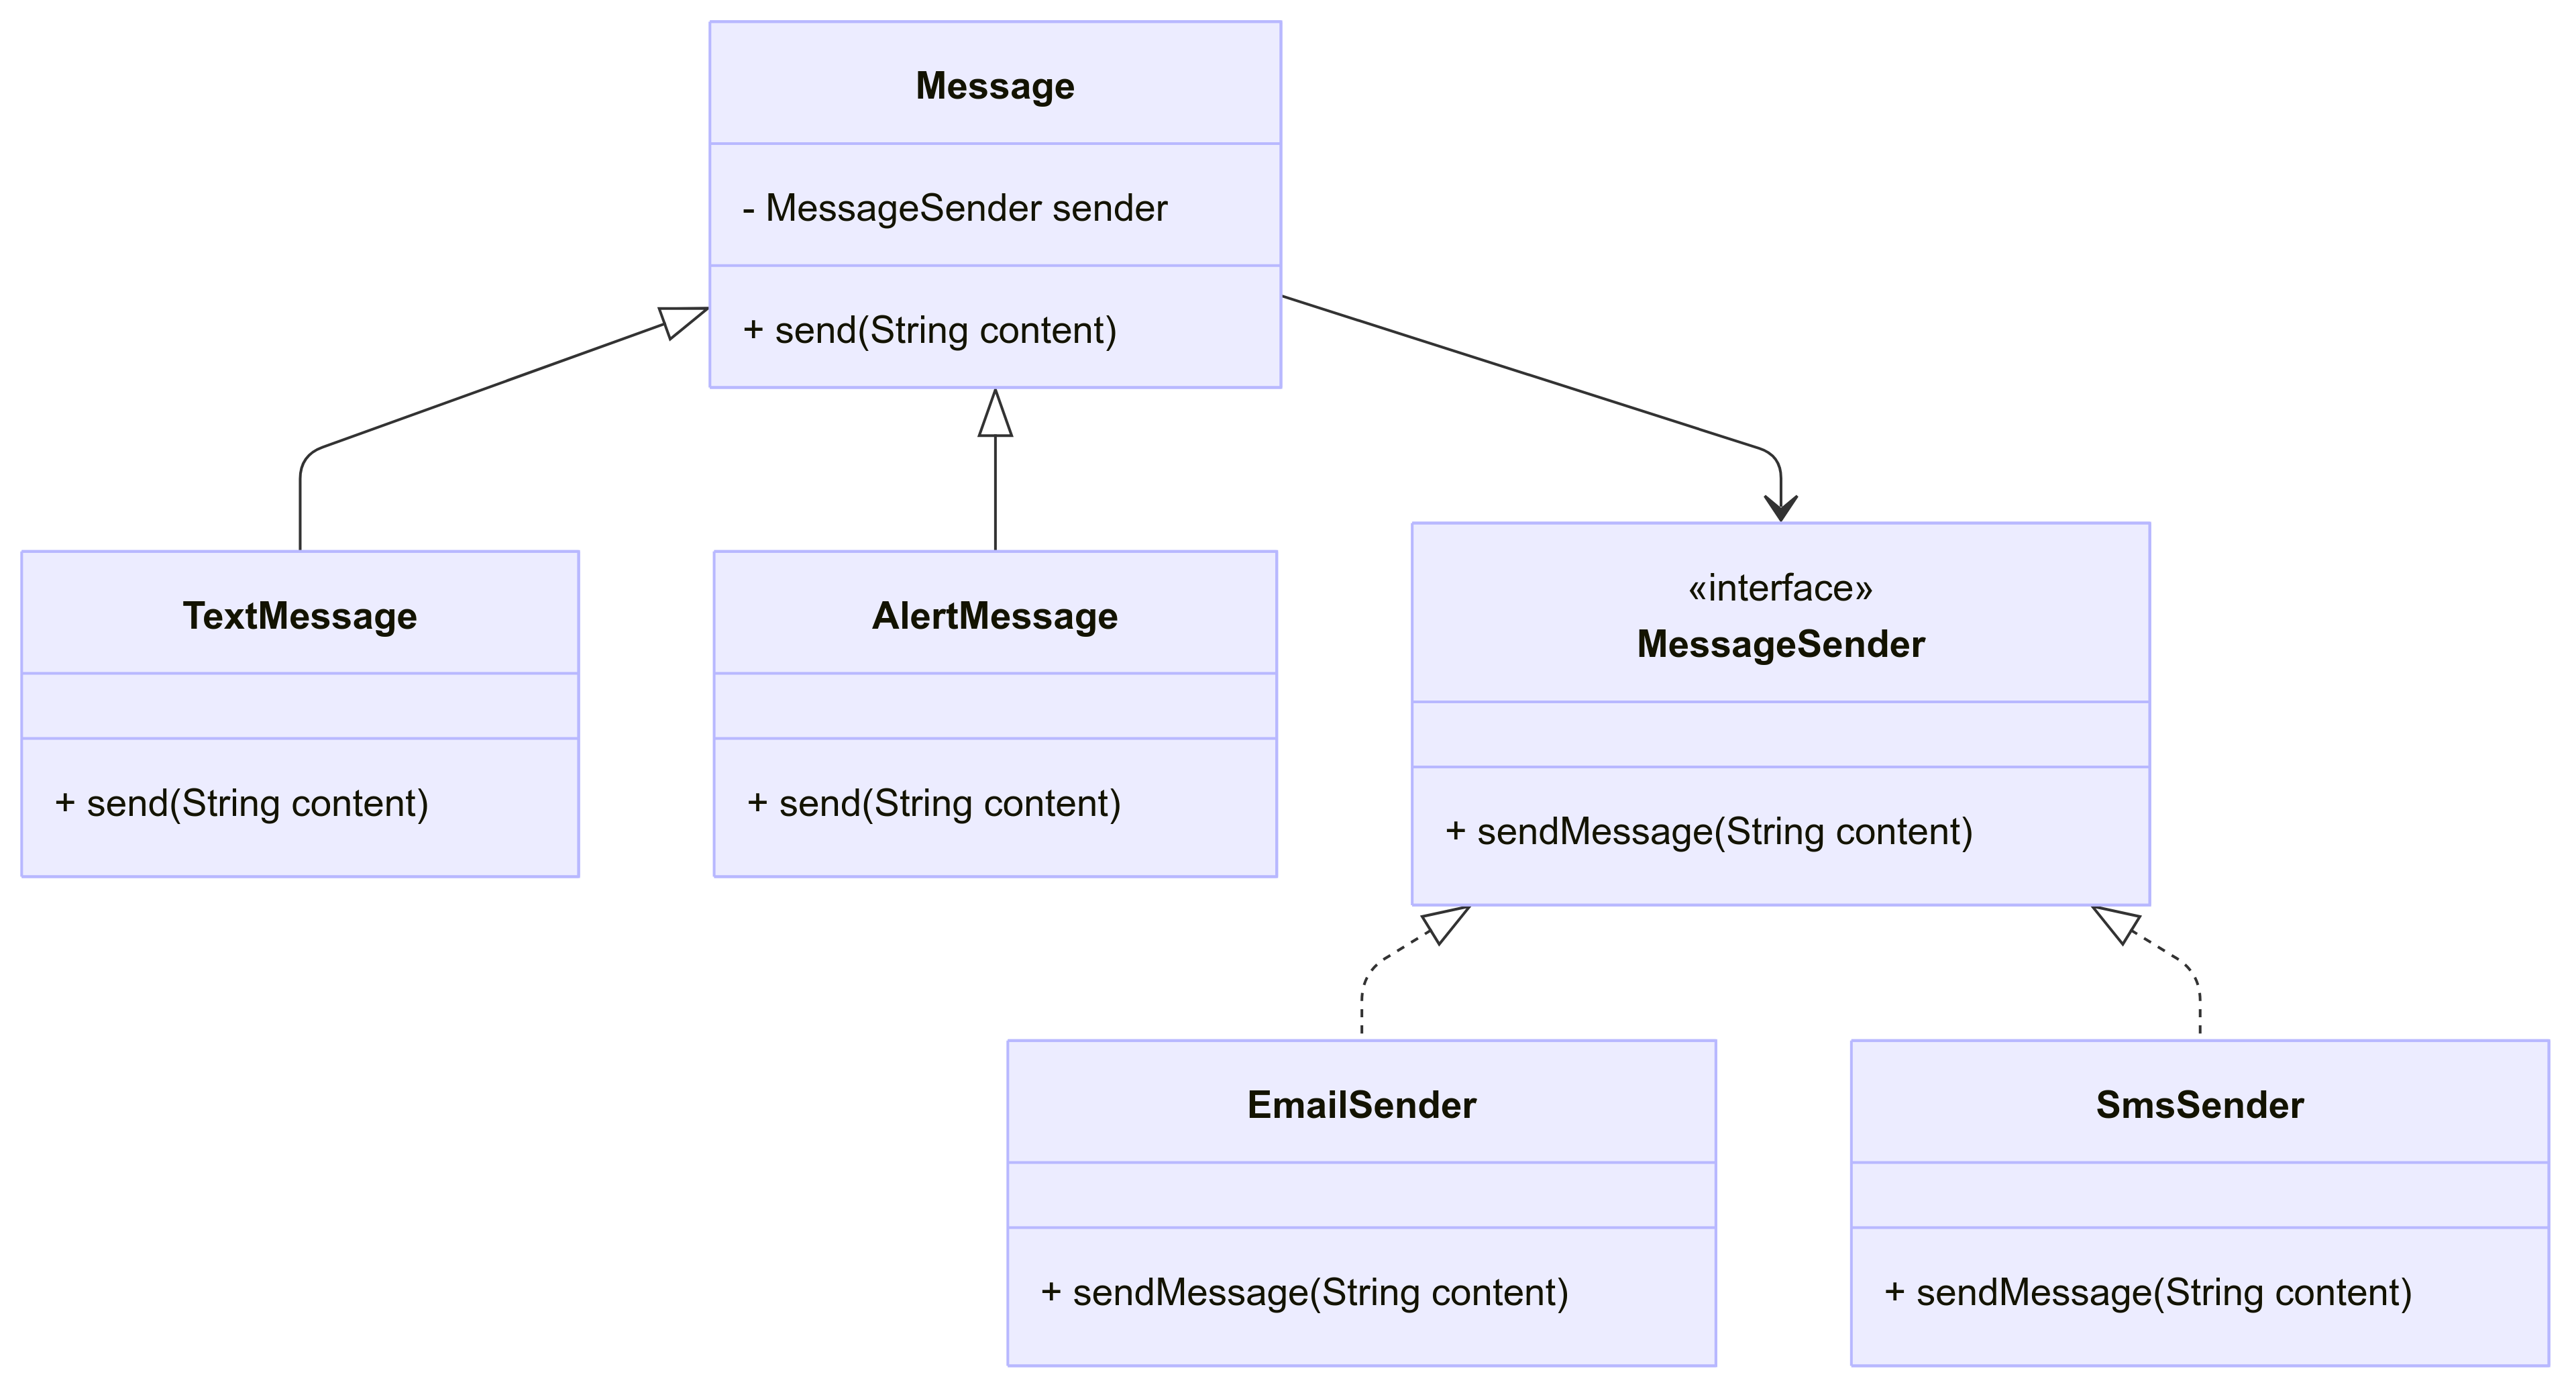 Message
- MessageSender sender
+ send(String content)
TextMessage
+ send(String content)
AlertMessage
+ send(String content)
«interface»
MessageSender
+ sendMessage(String content)
EmailSender
+ sendMessage(String content)
SmsSender
+ sendMessage(String content)